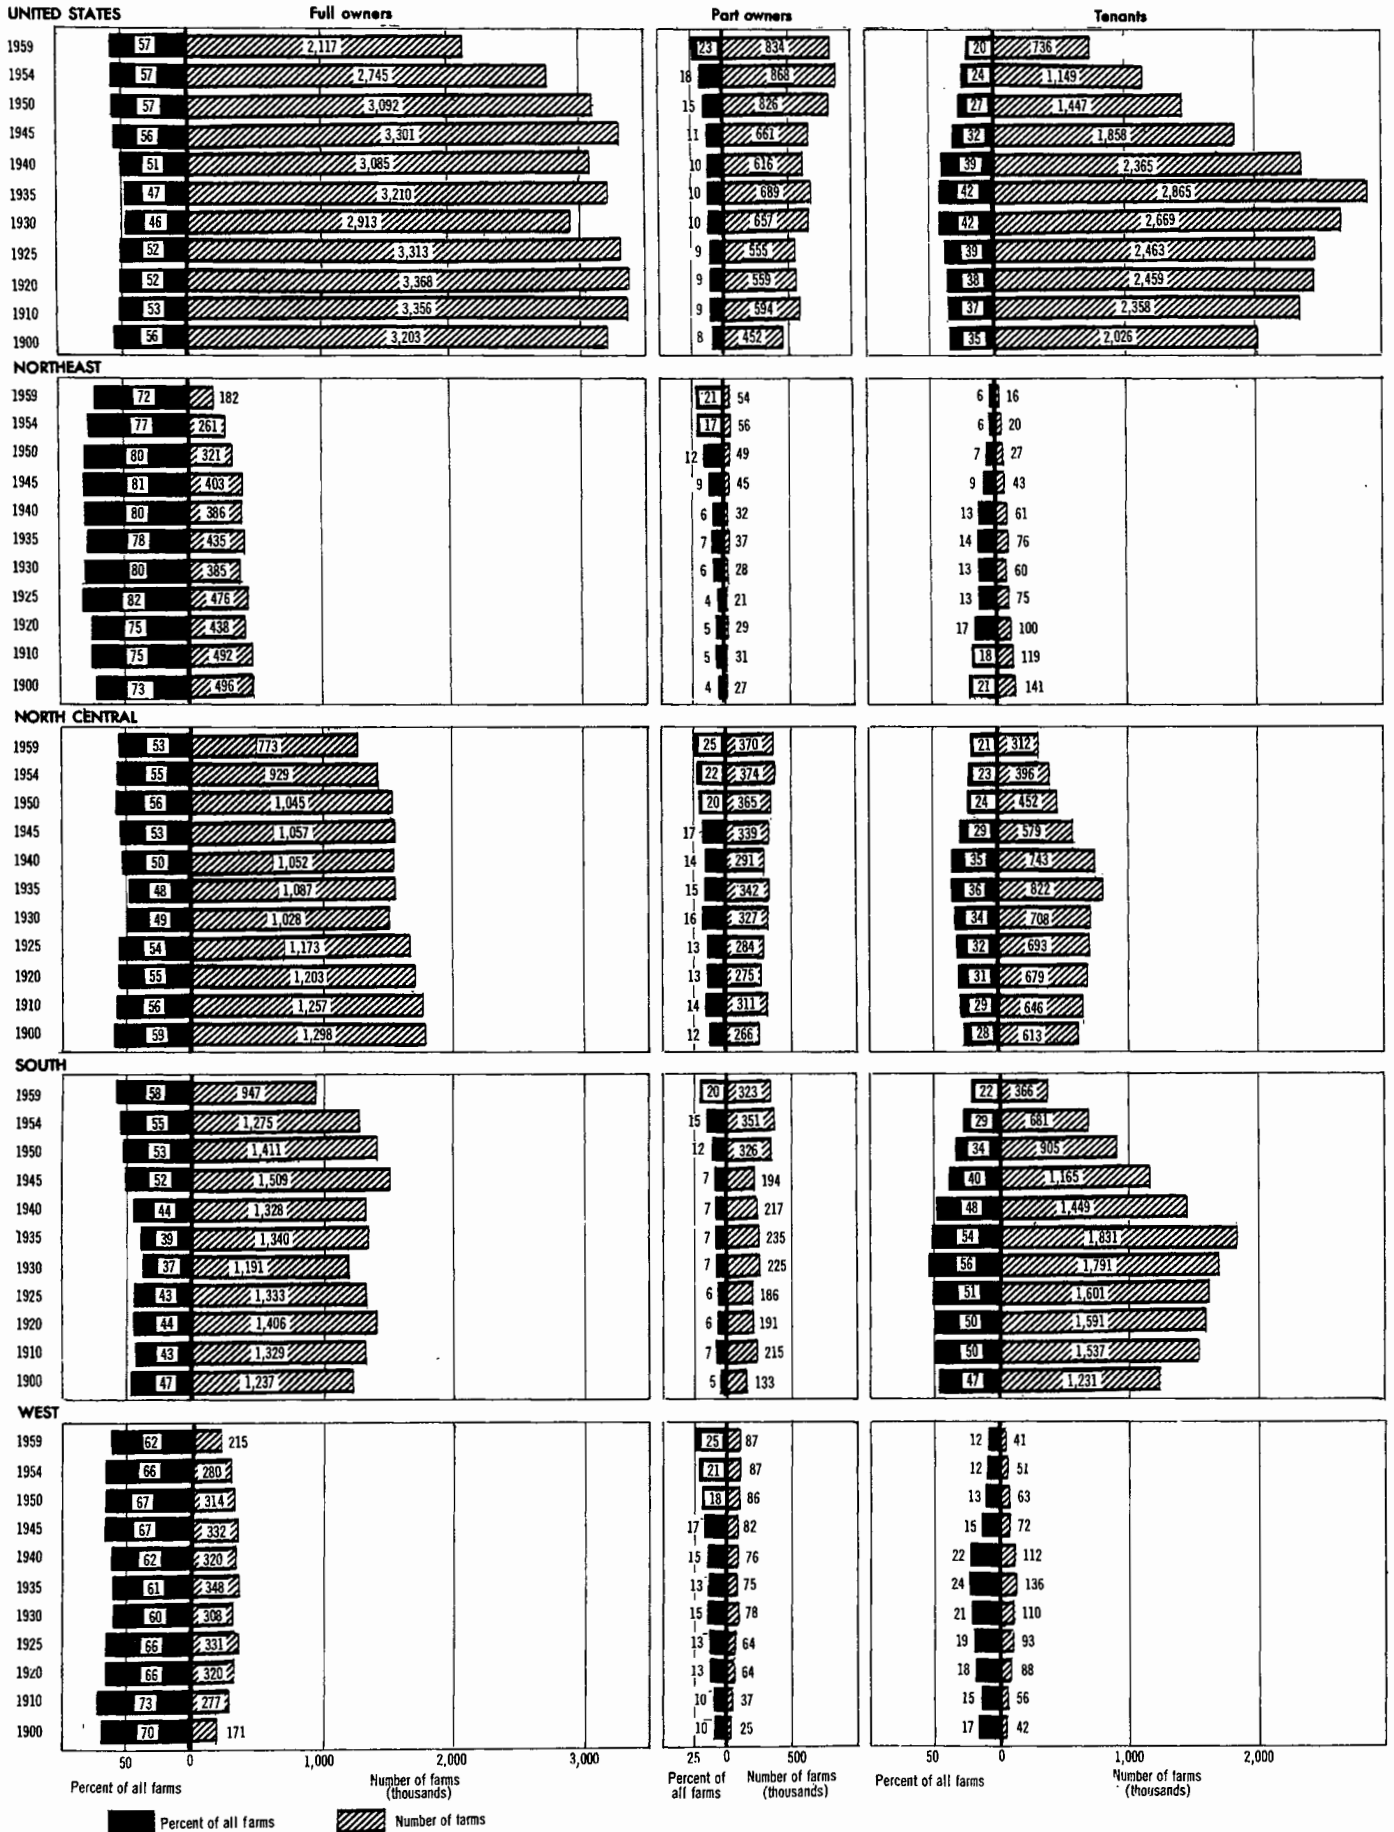 UNITED STATES Full owners Part owners Tenants
1959 57 2,117 23 834 20 736
1954 57 2,745 18 868 24 1,149
1950 57 3,092 15 826 27 1,447
1945 56 3,301 11 661 32 1,858
1940 51 3,085 10 616 39 2,365
1935 47 3,210 10 689 42 2,865
1930 46 2,913 10 657 42 2,669
1925 52 3,313 9 555 39 2,463
1920 52 3,368 9 559 38 2,459
1910 53 3,356 9 594 37 2,358
1900 56 3,203 8 452 35 2,026
NORTHEAST
1959 72 182 21 54 6 16
1954 77 261 17 56 6 20
1950 80 321 12 49 7 27
1945 81 403 9 45 9 43
1940 80 386 6 32 13 61
1935 78 435 7 37 14 76
1930 80 385 6 28 13 60
1925 82 476 4 21 13 75
1920 75 438 5 29 17 100
1910 75 492 5 31 18 119
1900 73 496 4 27 21 141
NORTH CENTRAL
1959 53 773 25 370 21 312
1954 55 929 22 374 23 396
1950 56 1,045 20 365 24 452
1945 53 1,057 17 339 29 579
1940 50 1,052 14 291 35 743
1935 48 1,087 15 342 36 822
1930 49 1,028 16 327 34 708
1925 54 1,173 13 284 32 693
1920 55 1,203 13 275 31 679
1910 56 1,257 14 311 29 646
1900 59 1,298 12 266 28 613
SOUTH
1959 58 947 20 323 22 366
1954 55 1,275 15 351 29 681
1950 53 1,411 12 326 34 905
1945 52 1,509 7 194 40 1,165
1940 44 1,328 7 217 48 1,449
1935 39 1,340 7 235 54 1,831
1930 37 1,191 7 225 56 1,791
1925 43 1,333 6 186 51 1,601
1920 44 1,406 6 191 50 1,591
1910 43 1,329 7 215 50 1,537
1900 47 1,237 5 133 47 1,231
WEST
1959 62 215 25 87 12 41
1954 66 280 21 87 12 51
1950 67 314 18 86 13 63
1945 67 332 17 82 15 72
1940 62 320 15 76 22 112
1935 61 348 13 75 24 136
1930 60 308 15 78 21 110
1925 66 331 13 64 19 93
1920 66 320 13 64 18 88
1910 73 277 10 37 15 56
1900 70 171 10 25 17 42
50 0 1,000 2,000 3,000 25 0 500 50 0 1,000 2,000
Percent of all farms Number of farms (thousands) Percent of all farms Number of farms (thousands) Percent of all farms Number of farms (thousands)
Percent of all farms Number of farms